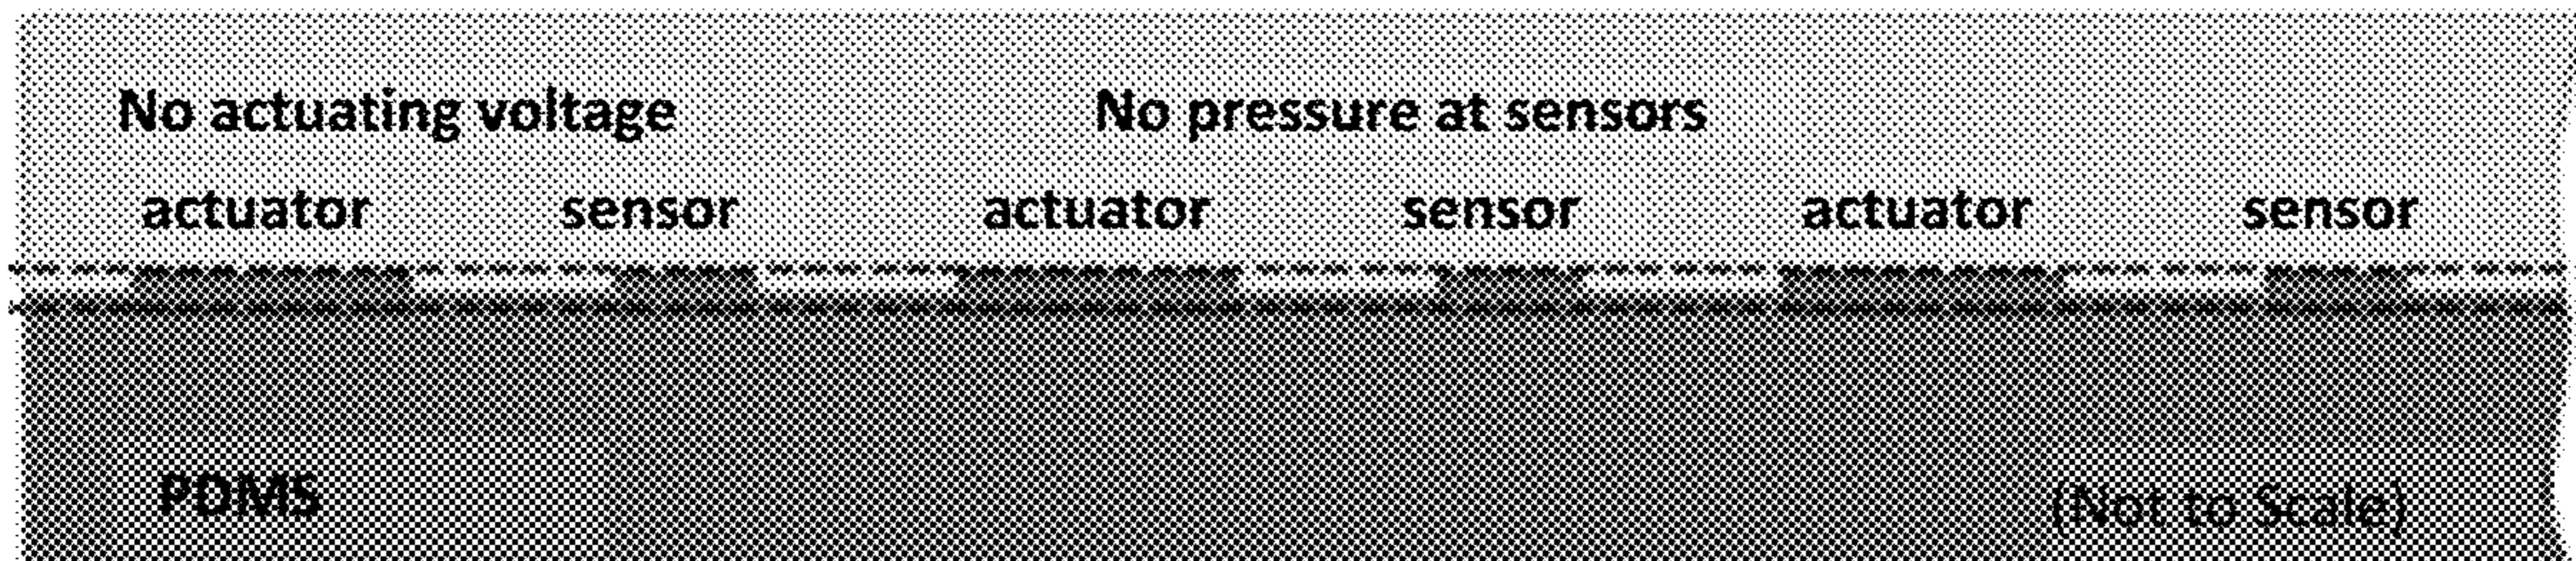 No actuating voltage No pressure at sensors
actuator sensor actuator sensor actuator sensor
PDMS (Not to Scale)